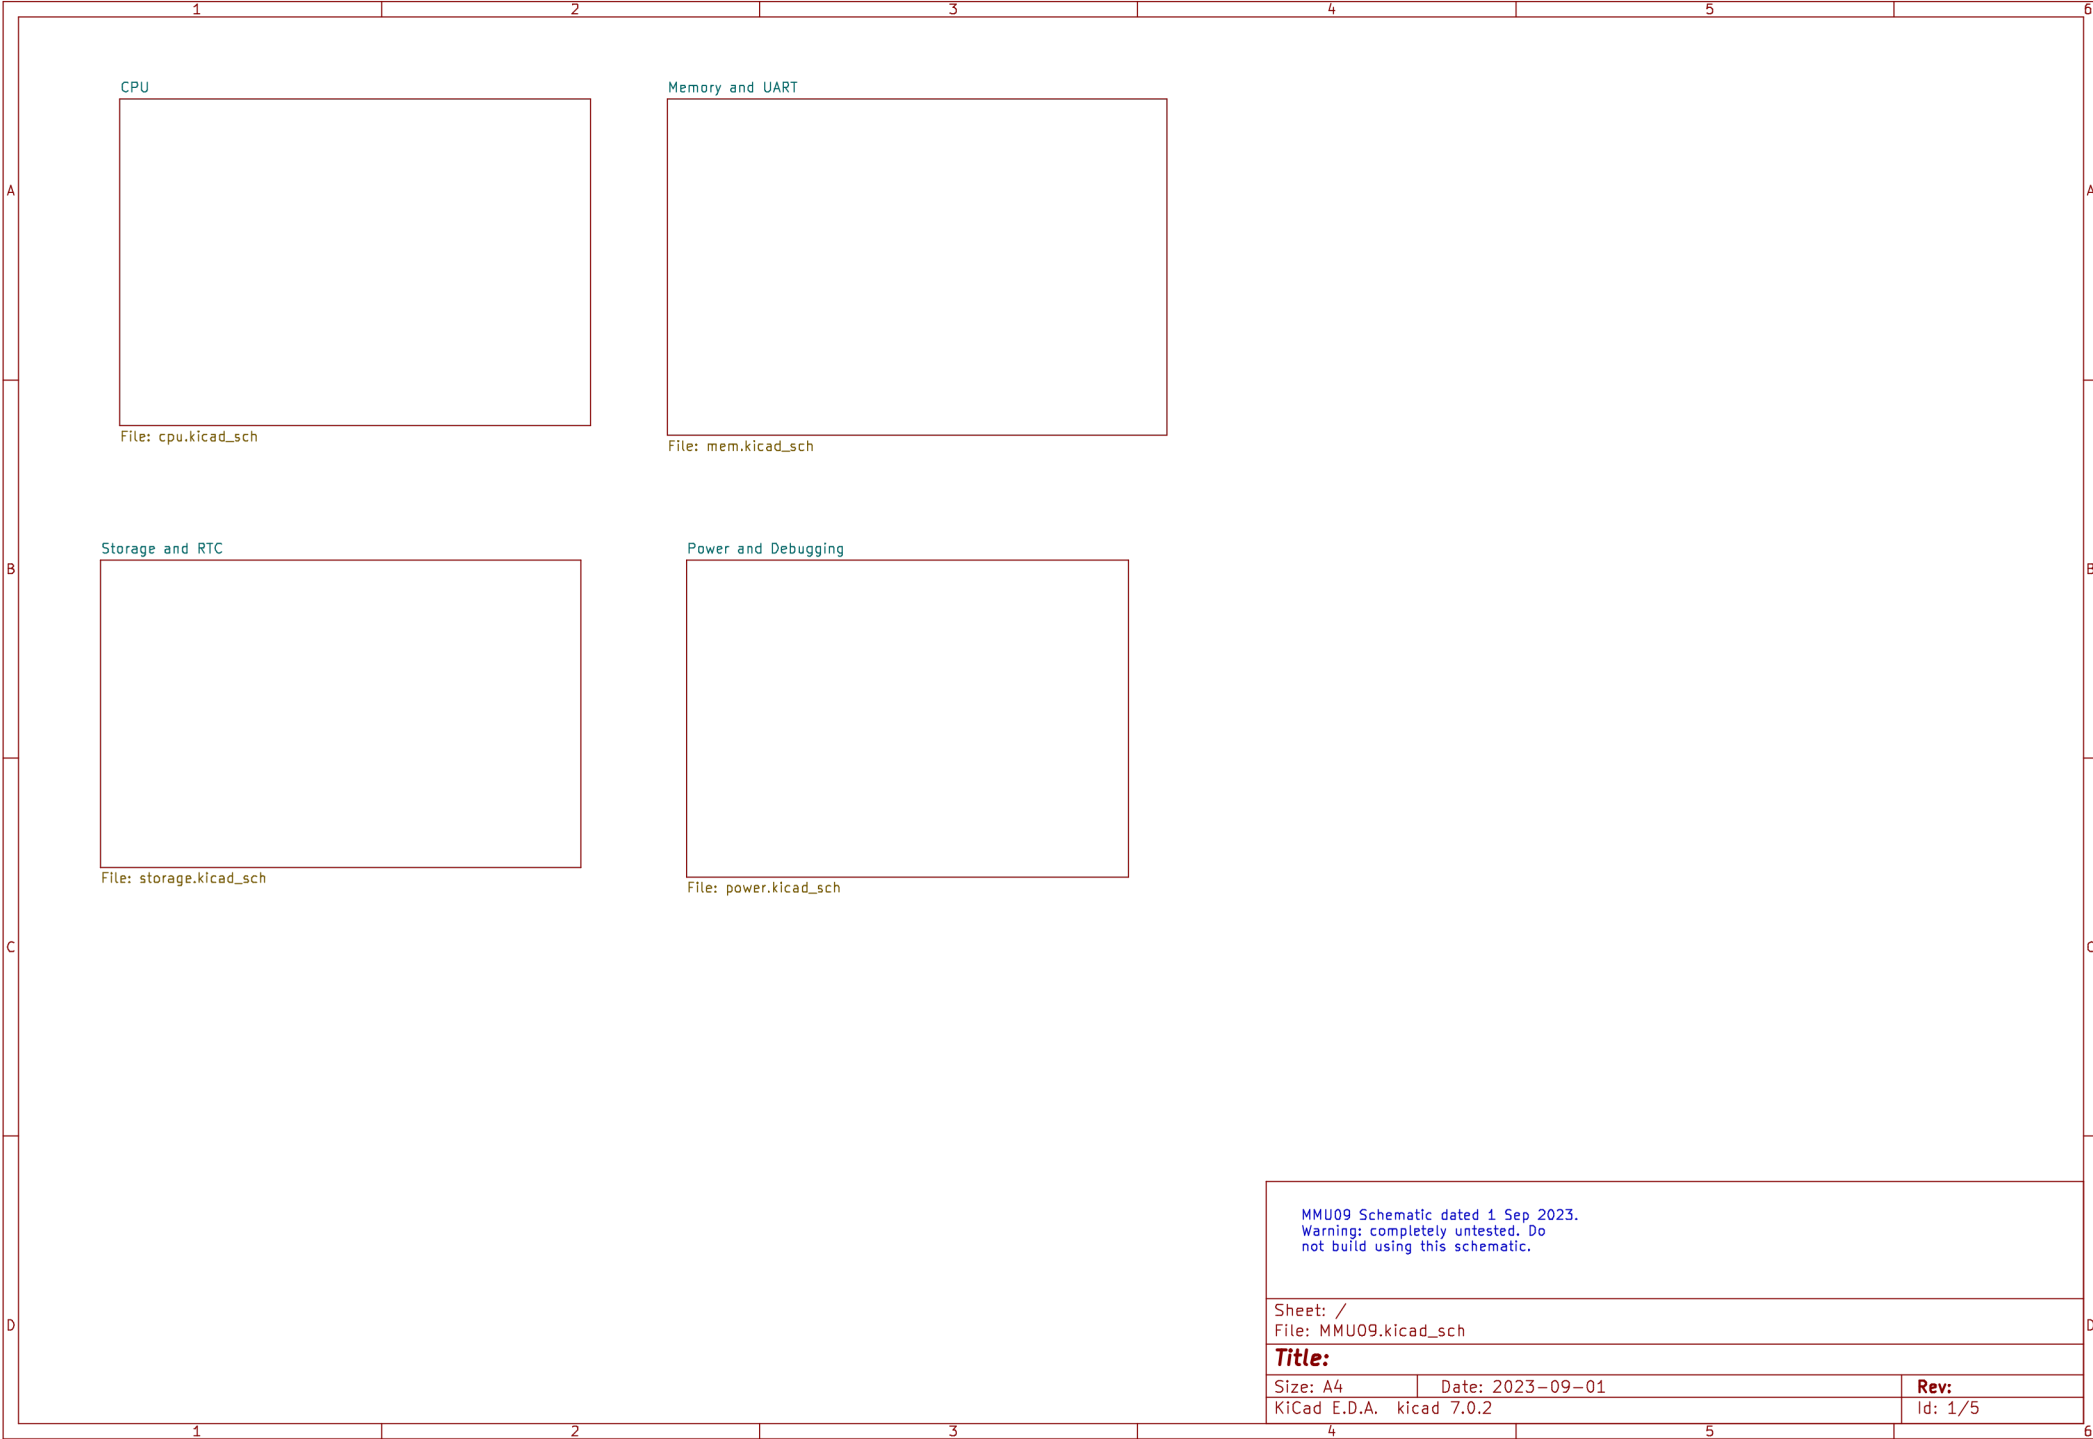 1 2 3 4 5 6
CPU
Memory and UART
A A
File: cpu.kicad_sch
File: mem.kicad_sch
Storage and RTC
Power and Debugging
B B
File: storage.kicad_sch
File: power.kicad_sch
C C
MMU09 Schematic dated 1 Sep 2023.
Warning: completely untested. Do
not build using this schematic.
Sheet: /
D D
File: MMU09.kicad_sch
Title:
Size: A4 Date: 2023-09-01 Rev:
KiCad E.D.A. kicad 7.0.2 Id: 1/5
1 2 3 4 5 6